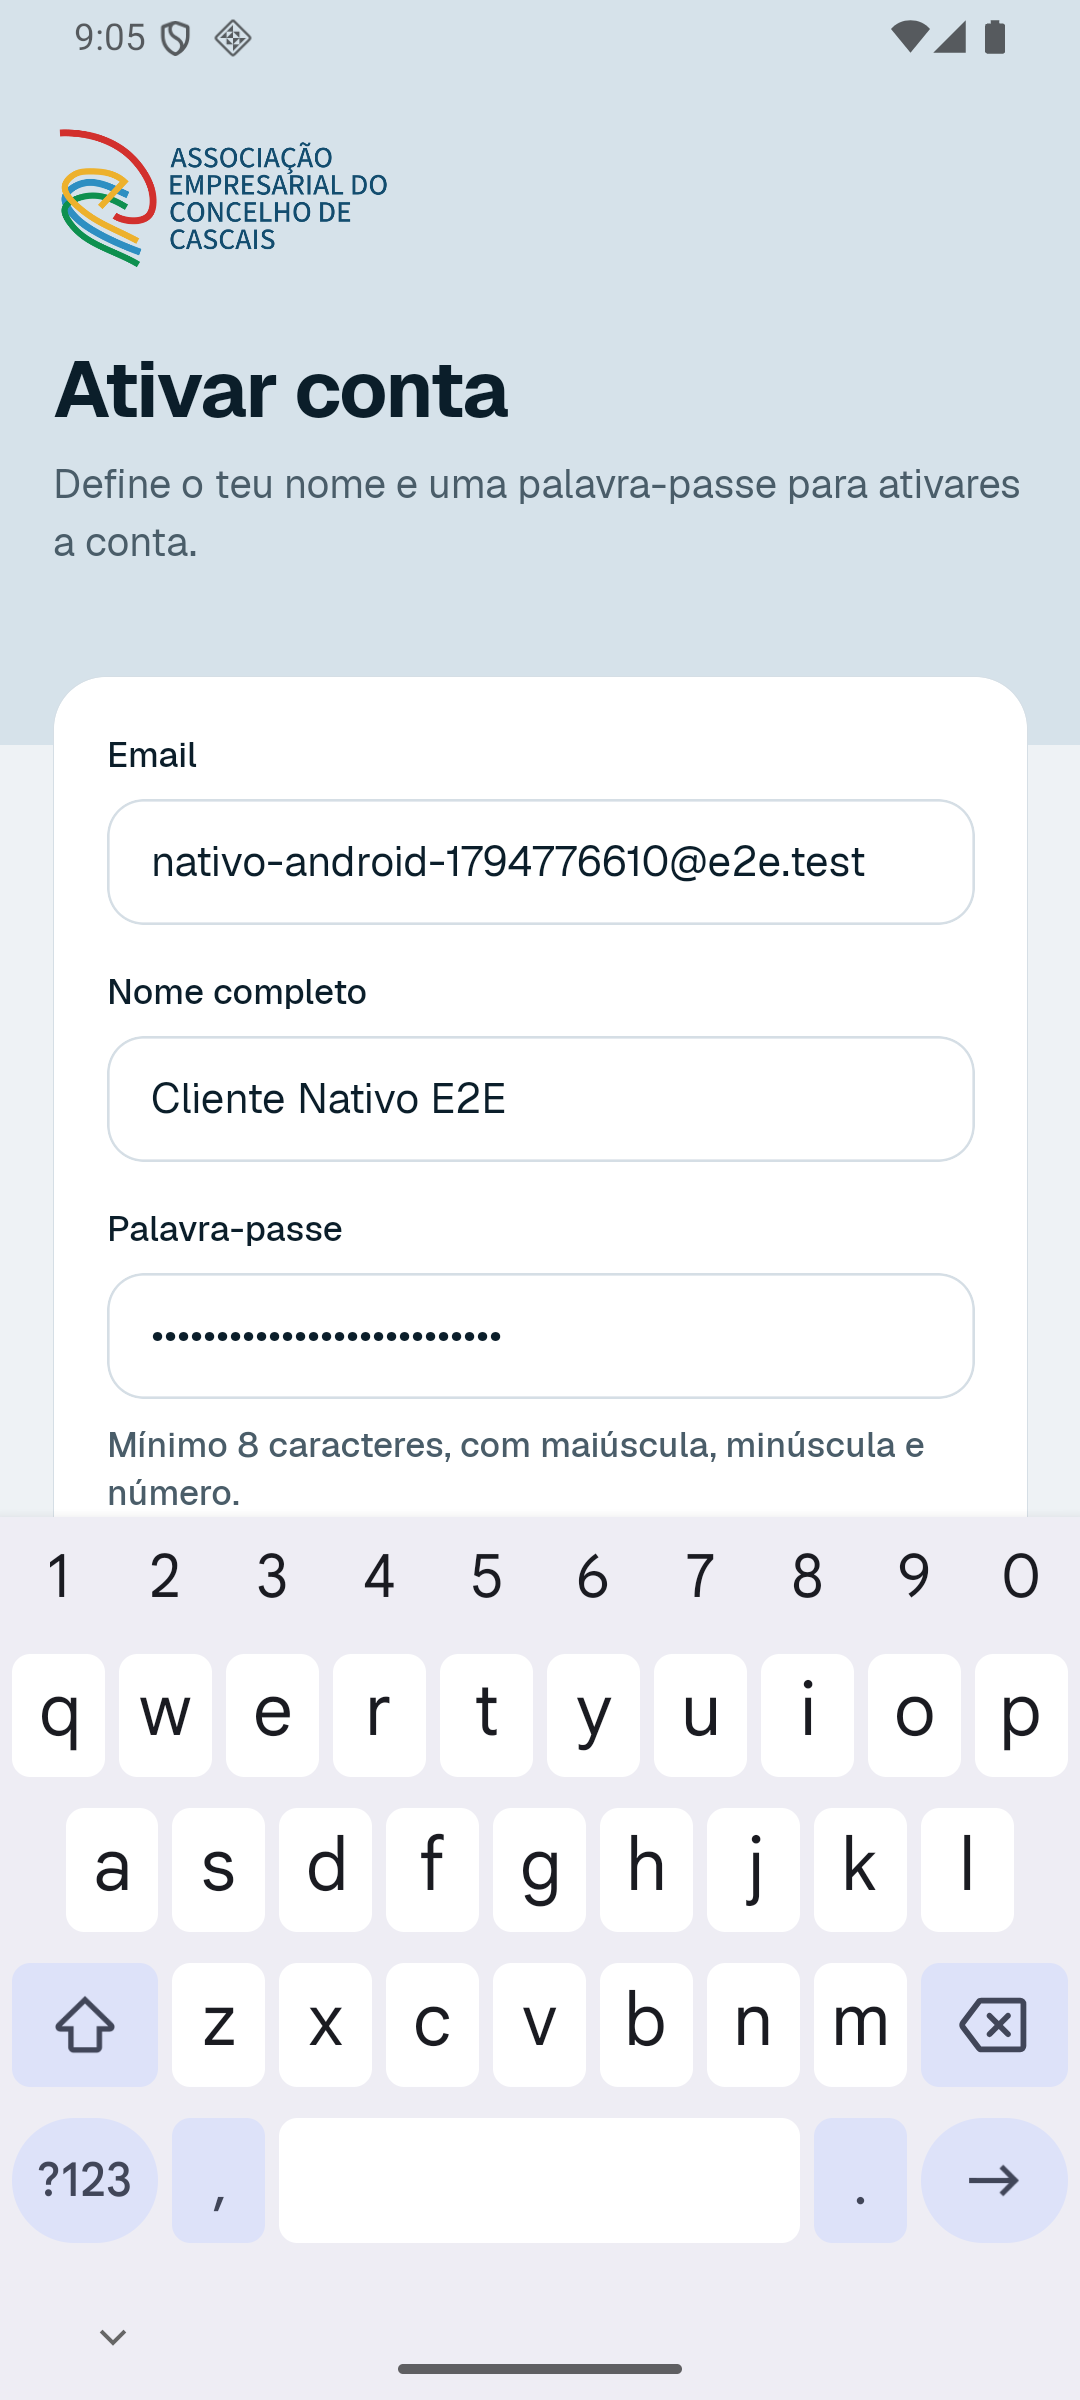 9:05
ASSOCIAÇÃO
EMPRESARIAL DO
CONCELHO DE
CASCAIS
Ativar conta
Define o teu nome e uma palavra-passe para ativares
a conta.
Email
nativo-android-1794776610@e2e.test
Nome completo
Cliente Nativo E2E
Palavra-passe
•••••••••••••••••••••••••••
Mínimo 8 caracteres, com maiúscula, minúscula e
número.
1 2 3 4 5 6 7 8 9 0
q w e r t y u i o p
a s d f g h j k l
z x c v b n m
?123 , .